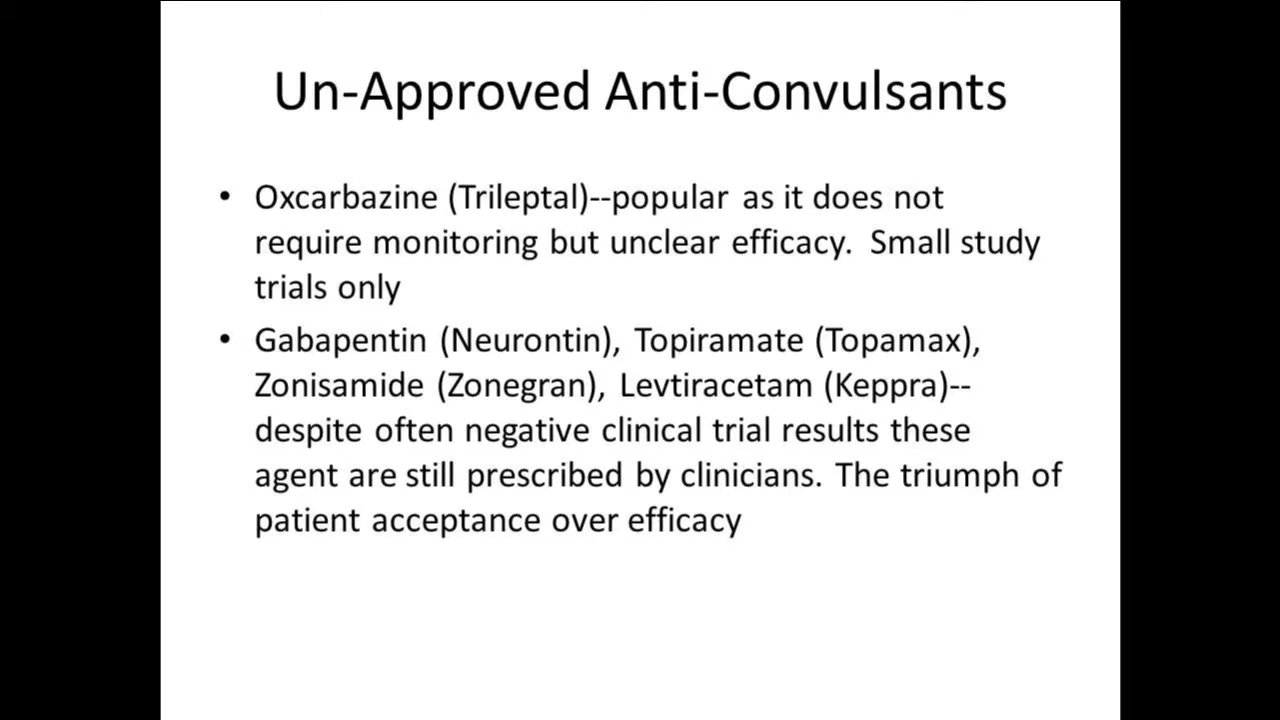 Un-Approved Anti-Convulsants
• Oxcarbazine (Trileptal)--popular as it does not
require monitoring but unclear efficacy. Small study
trials only
• Gabapentin (Neurontin), Topiramate (Topamax),
Zonisamide (Zonegran), Levtiracetam (Keppra)--
despite often negative clinical trial results these
agent are still prescribed by clinicians. The triumph of
patient acceptance over efficacy